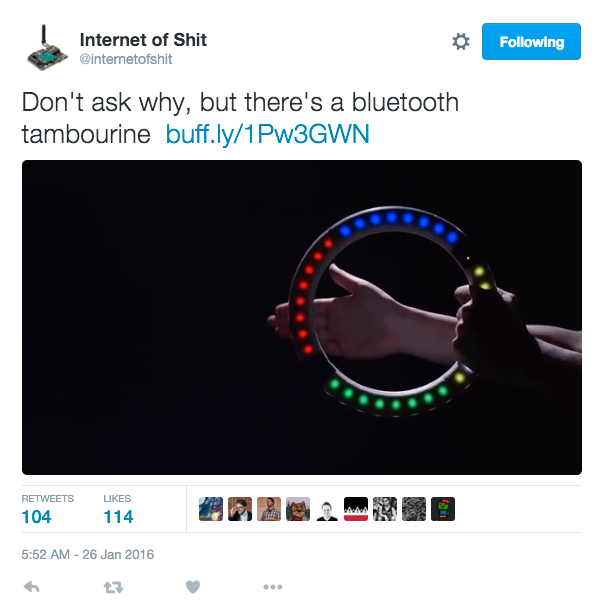 Internet of Shit
@internetofshit
Following
Don't ask why, but there's a bluetooth
tambourine buff.ly/1Pw3GWN
RETWEETS LIKES
104 114
5:52 AM - 26 Jan 2016